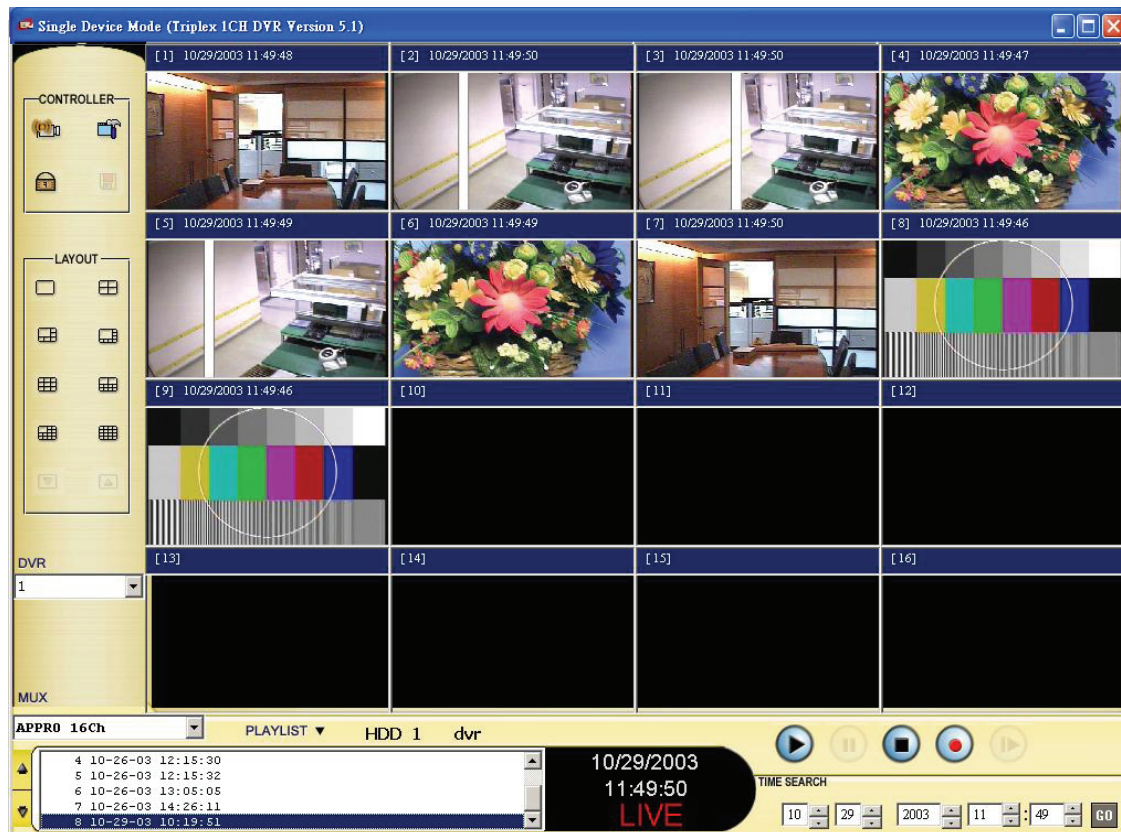 Single Device Mode (Triplex 1CH DVR Version 5.1)
[1] 10/29/2003 11:49:48
[2] 10/29/2003 11:49:50
[3] 10/29/2003 11:49:50
[4] 10/29/2003 11:49:47
CONTROLLER
[5] 10/29/2003 11:49:49
[6] 10/29/2003 11:49:49
[7] 10/29/2003 11:49:50
[8] 10/29/2003 11:49:46
LAYOUT
[9] 10/29/2003 11:49:46
[10]
[11]
[12]
[13]
[14]
[15]
[16]
DVR
1
MUX
APPRO 16Ch
PLAYLIST ▼
HDD 1 dvr
4 10-26-03 12:15:30
5 10-26-03 12:15:32
6 10-26-03 13:05:05
7 10-26-03 14:26:11
8 10-29-03 10:19:51
10/29/2003
11:49:50
LIVE
TIME SEARCH
10 29 2003 11 : 49 GO